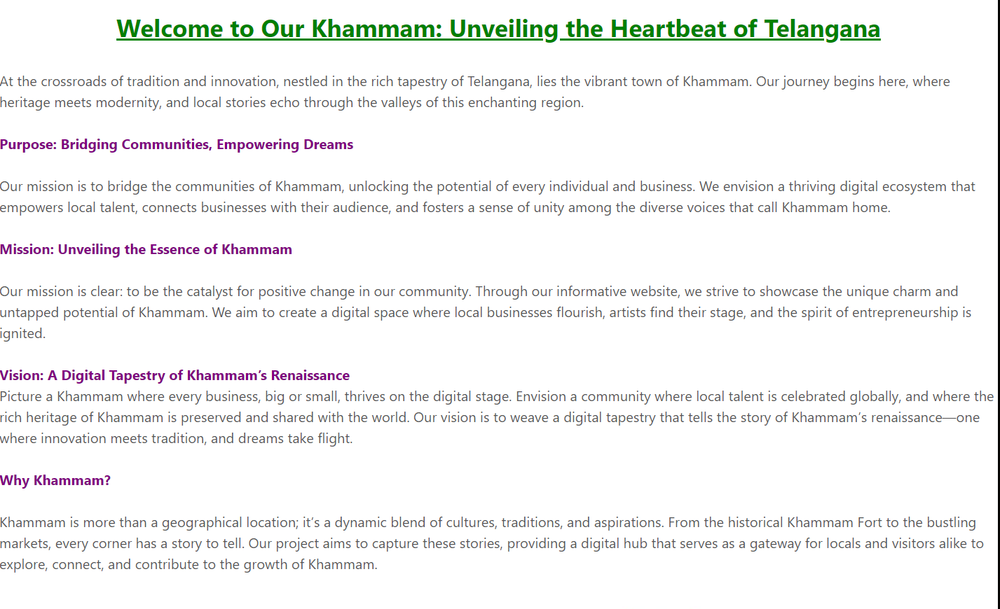 Welcome to Our Khammam: Unveiling the Heartbeat of Telangana
At the crossroads of tradition and innovation, nestled in the rich tapestry of Telangana, lies the vibrant town of Khammam. Our journey begins here, where
heritage meets modernity, and local stories echo through the valleys of this enchanting region.
Purpose: Bridging Communities, Empowering Dreams
Our mission is to bridge the communities of Khammam, unlocking the potential of every individual and business. We envision a thriving digital ecosystem that
empowers local talent, connects businesses with their audience, and fosters a sense of unity among the diverse voices that call Khammam home.
Mission: Unveiling the Essence of Khammam
Our mission is clear: to be the catalyst for positive change in our community. Through our informative website, we strive to showcase the unique charm and
untapped potential of Khammam. We aim to create a digital space where local businesses flourish, artists find their stage, and the spirit of entrepreneurship is
ignited.
Vision: A Digital Tapestry of Khammam’s Renaissance
Picture a Khammam where every business, big or small, thrives on the digital stage. Envision a community where local talent is celebrated globally, and where the
rich heritage of Khammam is preserved and shared with the world. Our vision is to weave a digital tapestry that tells the story of Khammam’s renaissance—one
where innovation meets tradition, and dreams take flight.
Why Khammam?
Khammam is more than a geographical location; it’s a dynamic blend of cultures, traditions, and aspirations. From the historical Khammam Fort to the bustling
markets, every corner has a story to tell. Our project aims to capture these stories, providing a digital hub that serves as a gateway for locals and visitors alike to
explore, connect, and contribute to the growth of Khammam.